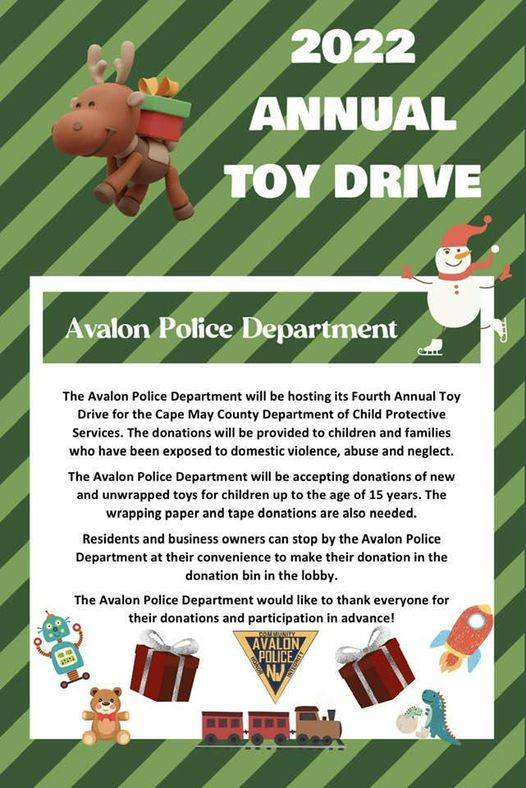 2022
ANNUAL
TOY DRIVE
Avalon Police Department
The Avalon Police Department will be hosting its Fourth Annual Toy
Drive for the Cape May County Department of Child Protective
Services. The donations will be provided to children and families
who have been exposed to domestic violence, abuse and neglect.
The Avalon Police Department will be accepting donations of new
and unwrapped toys for children up to the age of 15 years. The
wrapping paper and tape donations are also needed.
Residents and business owners can stop by the Avalon Police
Department at their convenience to make their donation in the
donation bin in the lobby.
The Avalon Police Department would like to thank everyone for
their donations and participation in advance!
COMMUNITY
AVALON
POLICE
NJ
HONOR
INTEGRITY